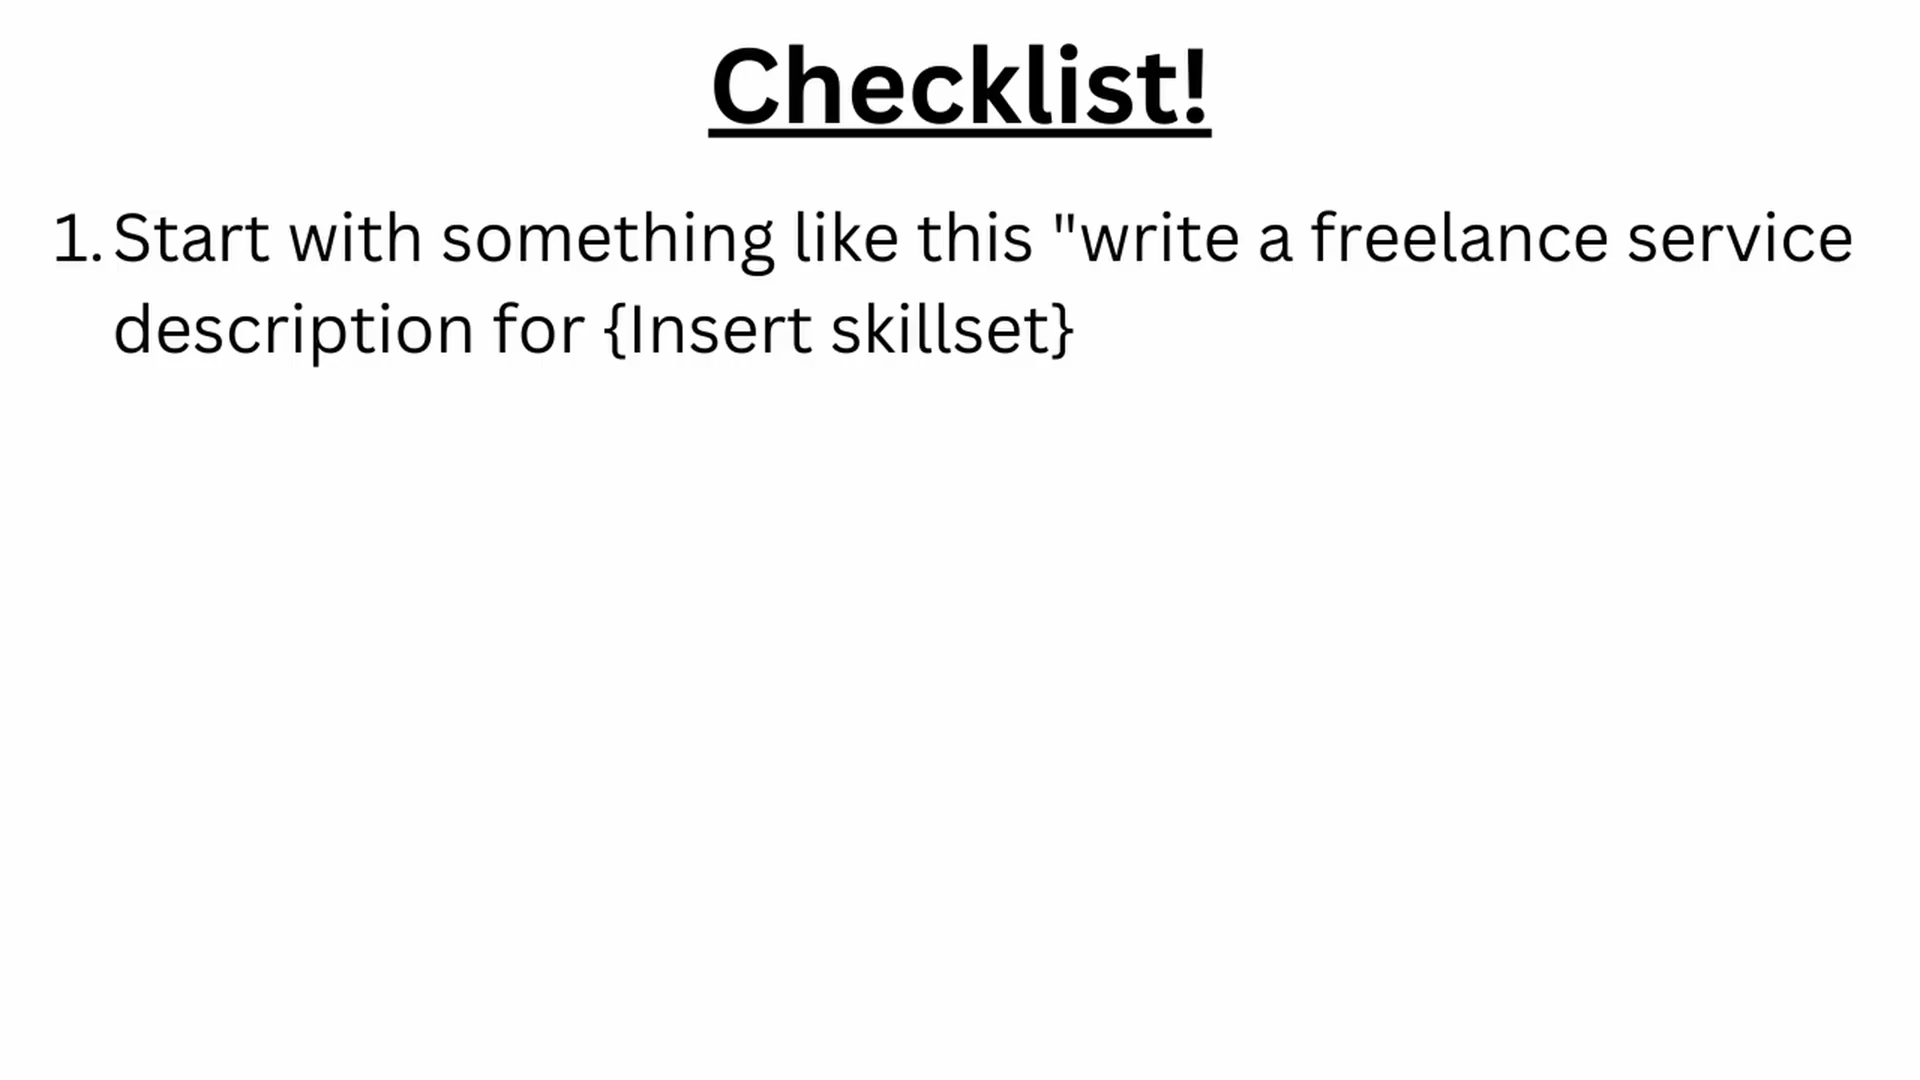 Checklist!
1. Start with something like this "write a freelance service
description for {Insert skillset}